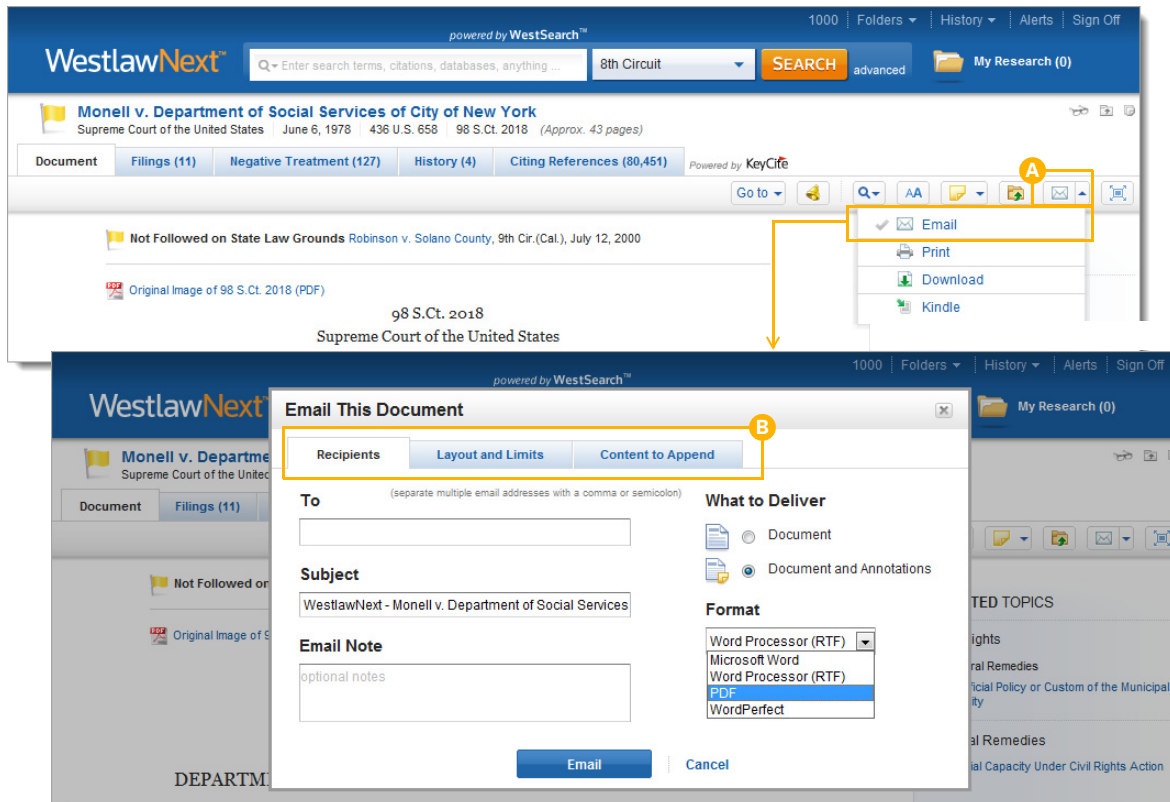 1000 Folders History Alerts Sign Off
powered by WestSearch™
WestlawNext™ Enter search terms, citations, databases, anything ... 8th Circuit SEARCH advanced My Research (0)
Monell v. Department of Social Services of City of New York
Supreme Court of the United States June 6, 1978 436 U.S. 658 98 S.Ct. 2018 (Approx. 43 pages)
Document Filings (11) Negative Treatment (127) History (4) Citing References (80,451) Powered by KeyCite
A
Go to AA
Email
Not Followed on State Law Grounds Robinson v. Solano County, 9th Cir.(Cal.), July 12, 2000
Print
Download
PDF Original Image of 98 S.Ct. 2018 (PDF)
Kindle
98 S.Ct. 2018
Supreme Court of the United States
1000 Folders History Alerts Sign Off
powered by WestSearch™
WestlawNext My Research (0)
Email This Document
B
Monell v. Departme
Supreme Court of the Unitec
Recipients Layout and Limits Content to Append
Document Filings (11)
To (separate multiple email addresses with a comma or semicolon)
What to Deliver
Document
Document and Annotations
Subject
WestlawNext - Monell v. Department of Social Services
Not Followed or
Format
TED TOPICS
PDF Original Image of 9
Email Note
optional notes
Word Processor (RTF)
Microsoft Word
Word Processor (RTF)
PDF
WordPerfect
ights
ral Remedies
ficial Policy or Custom of the Municipal
ity
al Remedies
ial Capacity Under Civil Rights Action
Email Cancel
DEPARTM